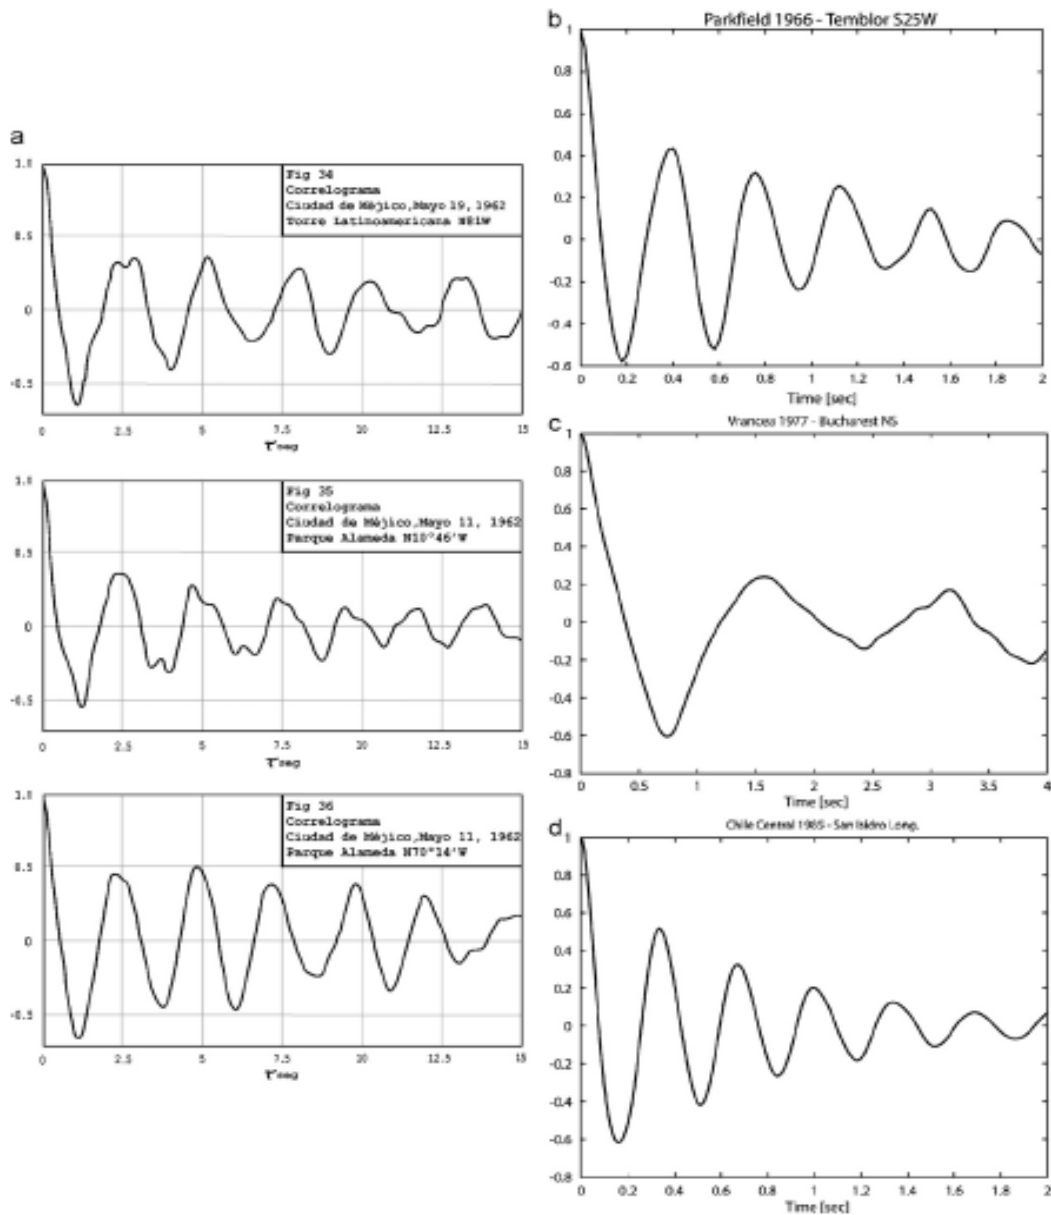 a
1.0
0.5
0
-0.5
Fig 34
Correlograma
Ciudad de Méjico,Mayo 19, 1962
Torre Latinoamericana N81W
0 2.5 5 7.5 10 12.5 15
τ seg
1.0
0.5
0
-0.5
Fig 35
Correlograma
Ciudad de Méjico,Mayo 11, 1962
Parque Alameda N10°46'W
0 2.5 5 7.5 10 12.5 15
τ seg
1.0
0.5
0
-0.5
Fig 36
Correlograma
Ciudad de Méjico,Mayo 11, 1962
Parque Alameda N70°14'W
0 2.5 5 7.5 10 12.5 15
τ seg
b
Parkfield 1966 - Temblor S25W
1
0.8
0.6
0.4
0.2
0
-0.2
-0.4
-0.6
0 0.2 0.4 0.6 0.8 1 1.2 1.4 1.6 1.8 2
Time [sec]
c
Vrancea 1977 - Bucharest NS
1
0.8
0.6
0.4
0.2
0
-0.2
-0.4
-0.6
-0.8
0 0.5 1 1.5 2 2.5 3 3.5 4
Time [sec]
d
Chile Central 1985 - San Isidro Long.
1
0.8
0.6
0.4
0.2
0
-0.2
-0.4
-0.6
-0.8
0 0.2 0.4 0.6 0.8 1 1.2 1.4 1.6 1.8 2
Time [sec]